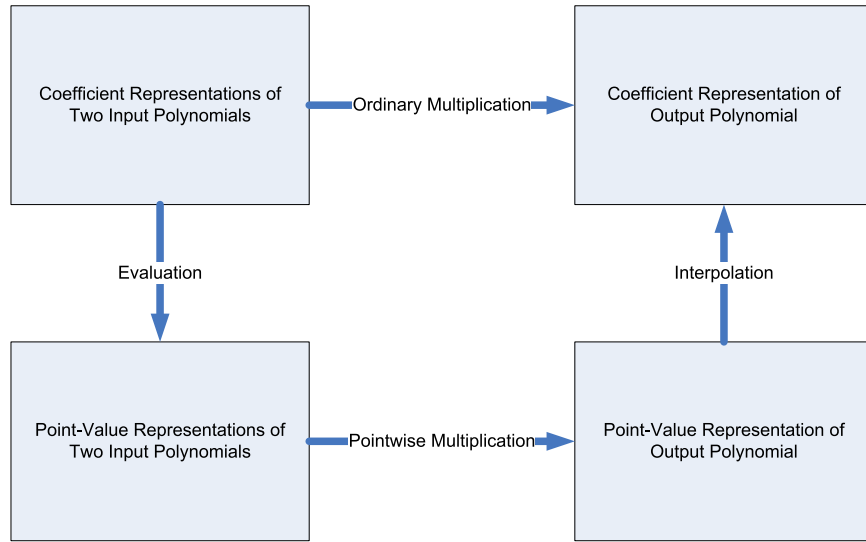 Coefficient Representations of
Two Input Polynomials
Ordinary Multiplication
Coefficient Representation of
Output Polynomial
Evaluation
Interpolation
Point-Value Representations of
Two Input Polynomials
Pointwise Multiplication
Point-Value Representation of
Output Polynomial